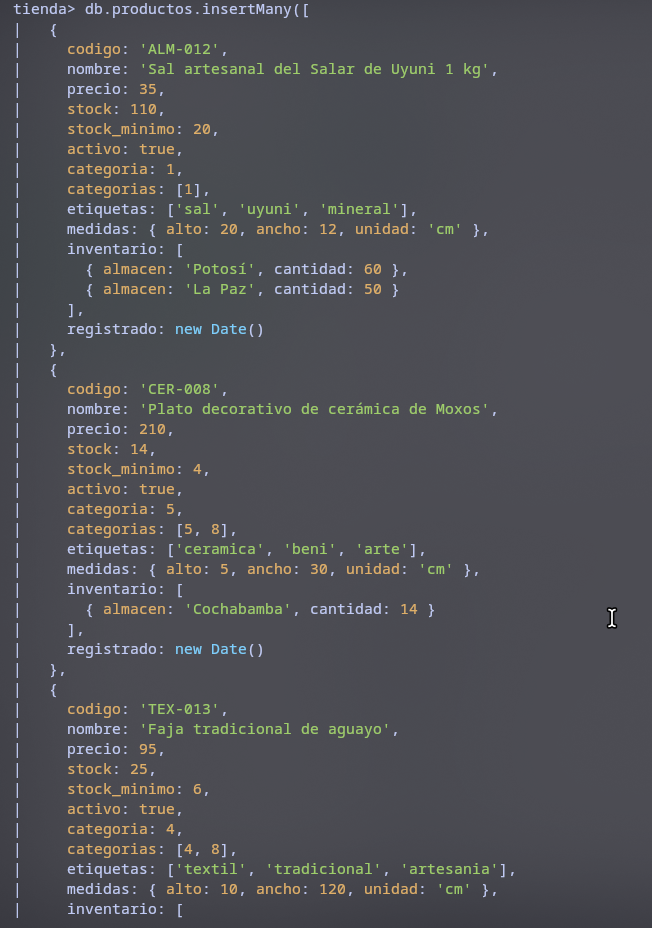 tienda> db.productos.insertMany([
|   {
|     codigo: 'ALM-012',
|     nombre: 'Sal artesanal del Salar de Uyuni 1 kg',
|     precio: 35,
|     stock: 110,
|     stock_minimo: 20,
|     activo: true,
|     categoria: 1,
|     categorias: [1],
|     etiquetas: ['sal', 'uyuni', 'mineral'],
|     medidas: { alto: 20, ancho: 12, unidad: 'cm' },
|     inventario: [
|       { almacen: 'Potosí', cantidad: 60 },
|       { almacen: 'La Paz', cantidad: 50 }
|     ],
|     registrado: new Date()
|   },
|   {
|     codigo: 'CER-008',
|     nombre: 'Plato decorativo de cerámica de Moxos',
|     precio: 210,
|     stock: 14,
|     stock_minimo: 4,
|     activo: true,
|     categoria: 5,
|     categorias: [5, 8],
|     etiquetas: ['ceramica', 'beni', 'arte'],
|     medidas: { alto: 5, ancho: 30, unidad: 'cm' },
|     inventario: [
|       { almacen: 'Cochabamba', cantidad: 14 }
|     ],
|     registrado: new Date()
|   },
|   {
|     codigo: 'TEX-013',
|     nombre: 'Faja tradicional de aguayo',
|     precio: 95,
|     stock: 25,
|     stock_minimo: 6,
|     activo: true,
|     categoria: 4,
|     categorias: [4, 8],
|     etiquetas: ['textil', 'tradicional', 'artesania'],
|     medidas: { alto: 10, ancho: 120, unidad: 'cm' },
|     inventario: [